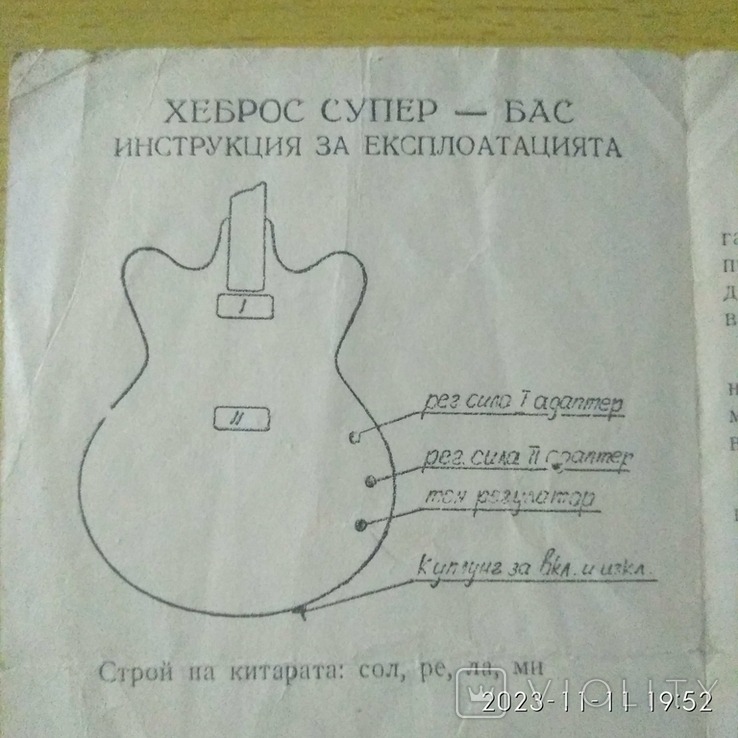 ХЕБРОС СУПЕР — БАС
ИНСТРУКЦИЯ ЗА ЕКСПЛОАТАЦИЯТА
I
II
рег сила I адаптер
рег. сила II адаптер
тон регулатор
Куплунг за вкл. и изкл.
Строй на китарата: сол, ре, ла, ми
VIOLITY
2023-11-11 19:52